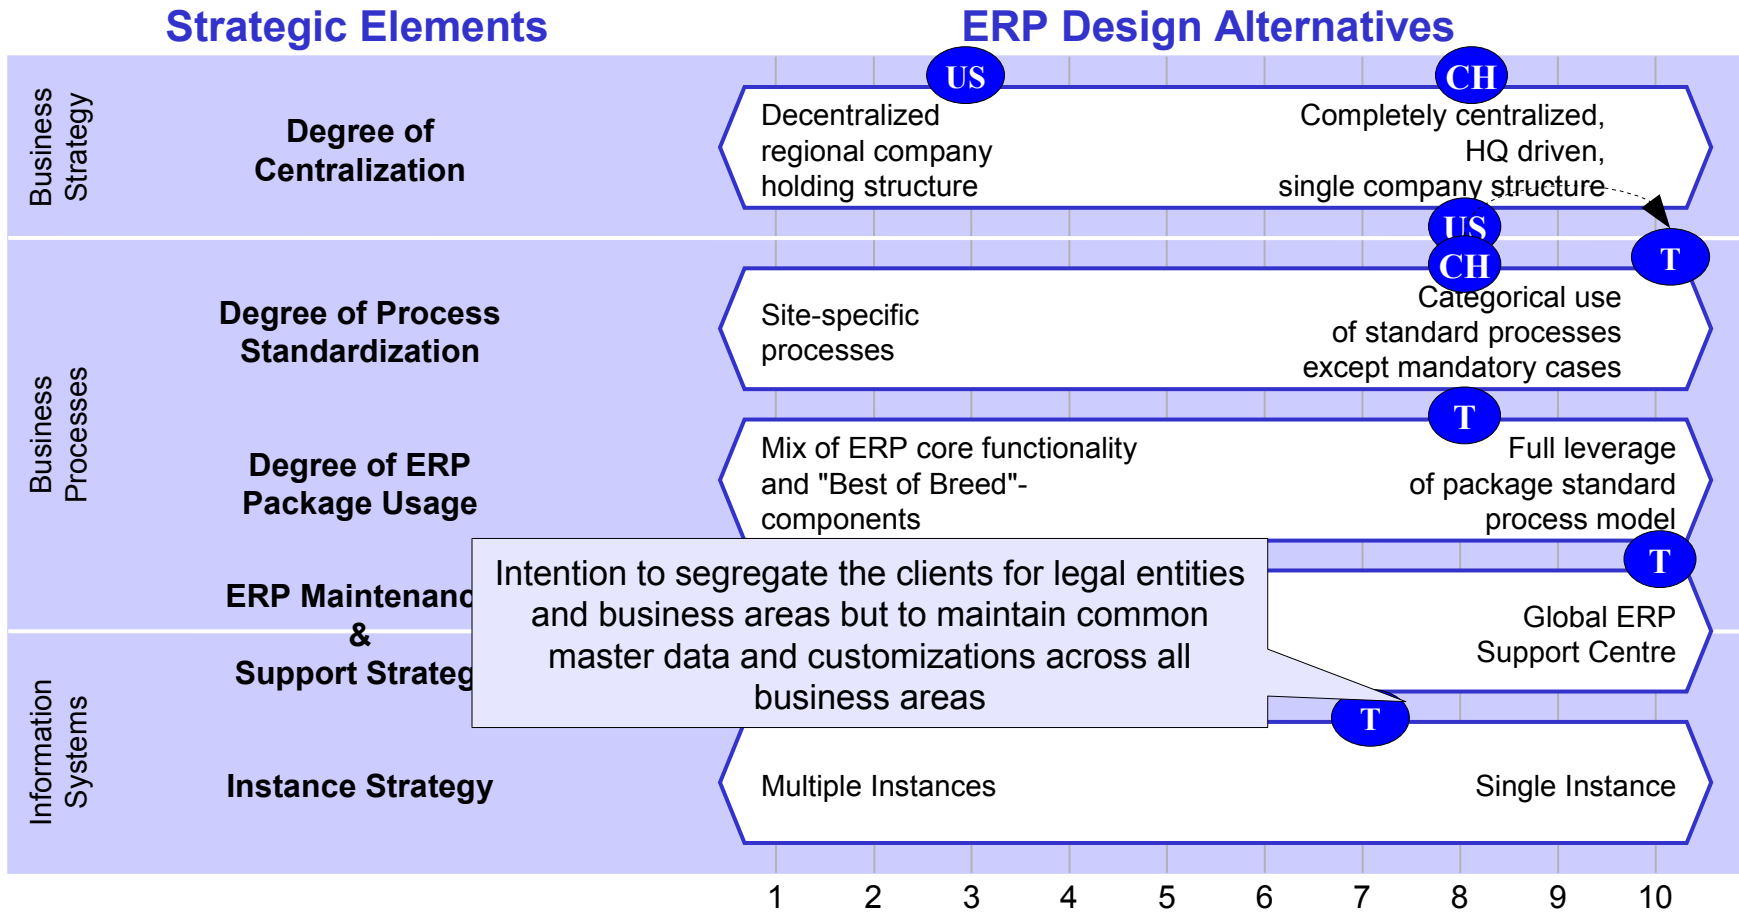 Strategic Elements
ERP Design Alternatives
Business
Strategy
Degree of
Centralization
US
CH
Decentralized
regional company
holding structure
Completely centralized,
HQ driven,
single company structure
Business
Processes
US
CH
T
Degree of Process
Standardization
Site-specific
processes
Categorical use
of standard processes
except mandatory cases
T
Degree of ERP
Package Usage
Mix of ERP core functionality
and "Best of Breed"-
components
Full leverage
of package standard
process model
T
ERP Maintenanc
&
Support Strateg
Intention to segregate the clients for legal entities
and business areas but to maintain common
master data and customizations across all
business areas
Global ERP
Support Centre
Information
Systems
T
Instance Strategy
Multiple Instances
Single Instance
1 2 3 4 5 6 7 8 9 10